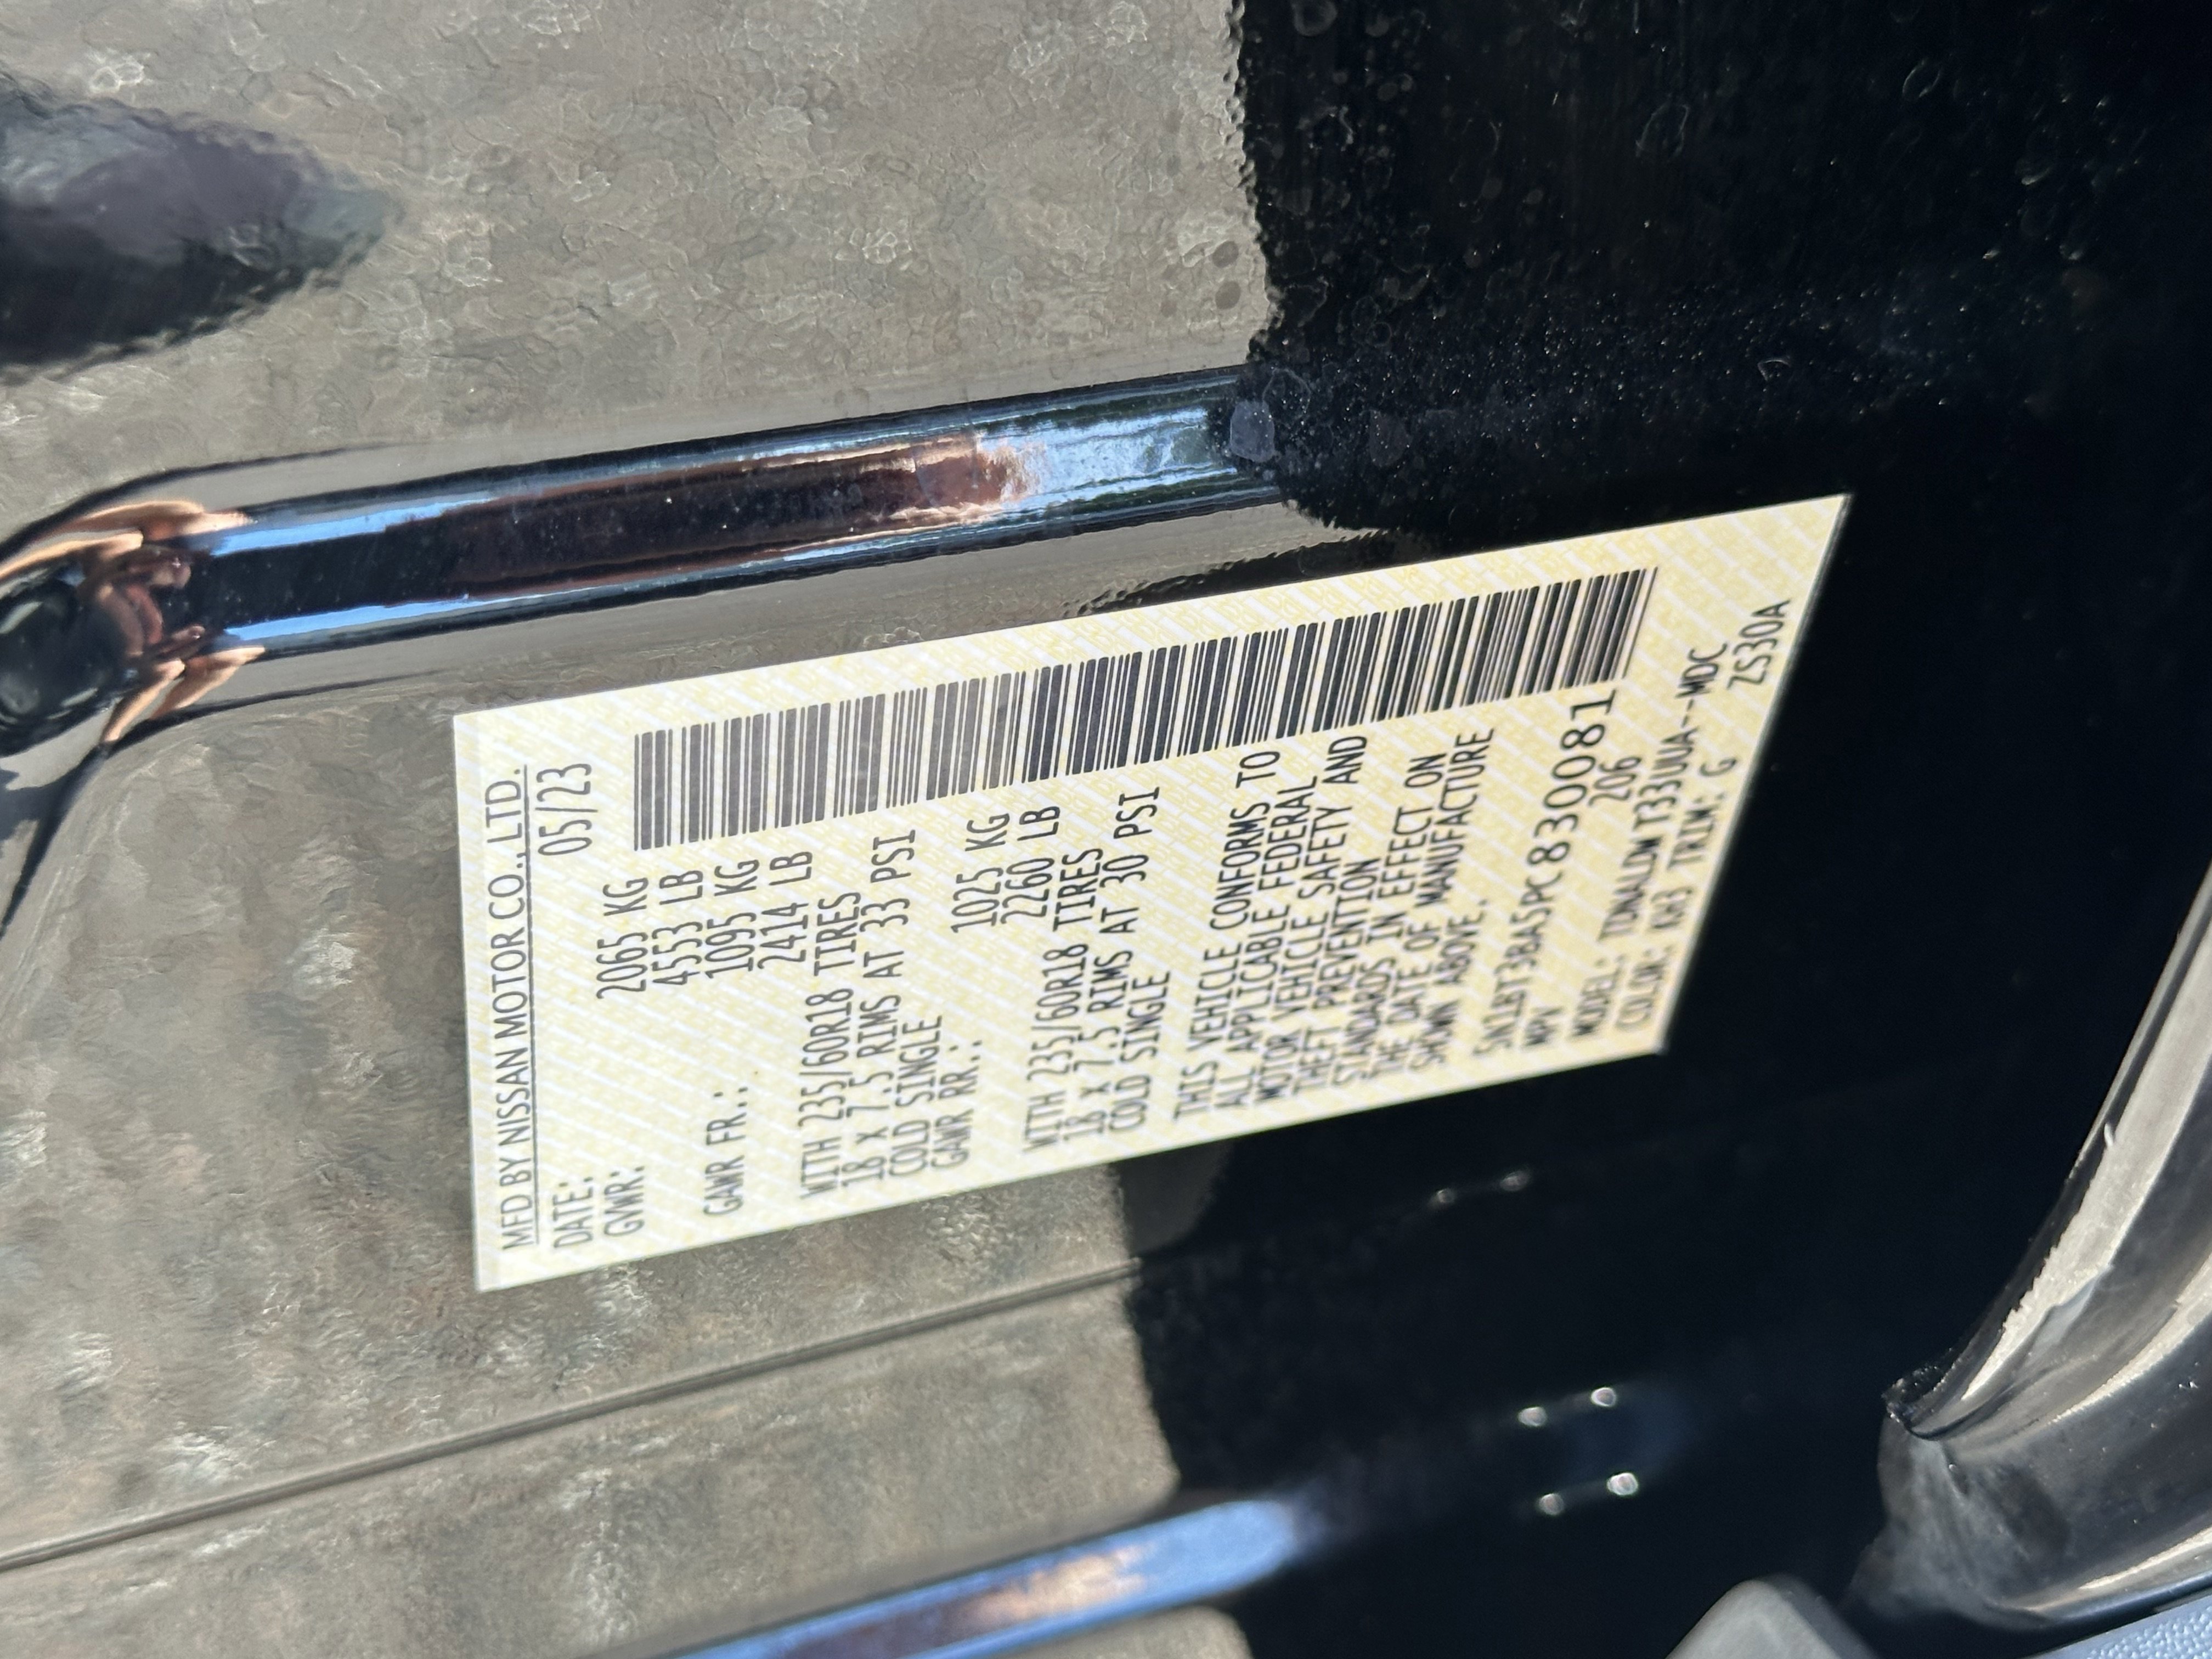 MFD BY NISSAN MOTOR CO., LTD.
DATE: 05/23
GVWR: 2065 KG
4553 LB
GAWR FR.: 1095 KG
2414 LB
WITH 235/60R18 TIRES
18 X 7.5 RIMS AT 33 PSI
COLD SINGLE
GAWR RR.: 1025 KG
2260 LB
WITH 235/60R18 TIRES
18 X 7.5 RIMS AT 30 PSI
COLD SINGLE
THIS VEHICLE CONFORMS TO
ALL APPLICABLE FEDERAL
MOTOR VEHICLE SAFETY AND
THEFT PREVENTION
STANDARDS IN EFFECT ON
THE DATE OF MANUFACTURE
SHOWN ABOVE.
5N1BT3BA5PC830081
MPV 206
MODEL: TDNALDWT33UUA--MDC
COLOR: KH3 TRIM: G ZS30A